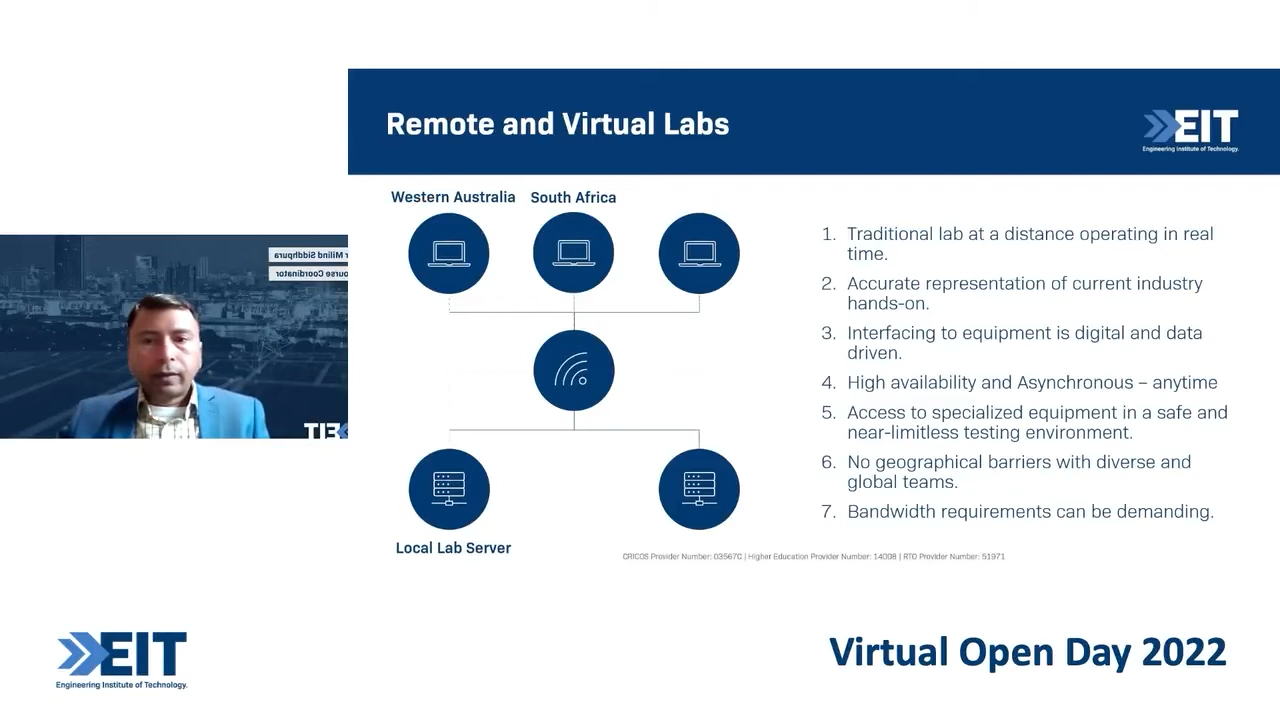 Remote and Virtual Labs
EIT
Engineering Institute of Technology.
Western Australia
South Africa
r Milind Siddhpura
ourse Coordinator
EIT
Local Lab Server
1. Traditional lab at a distance operating in real
time.
2. Accurate representation of current industry
hands-on.
3. Interfacing to equipment is digital and data
driven.
4. High availability and Asynchronous – anytime
5. Access to specialized equipment in a safe and
near-limitless testing environment.
6. No geographical barriers with diverse and
global teams.
7. Bandwidth requirements can be demanding.
CRICOS Provider Number: 03567C | Higher Education Provider Number: 14008 | RTO Provider Number: 51971
EIT
Engineering Institute of Technology.
Virtual Open Day 2022